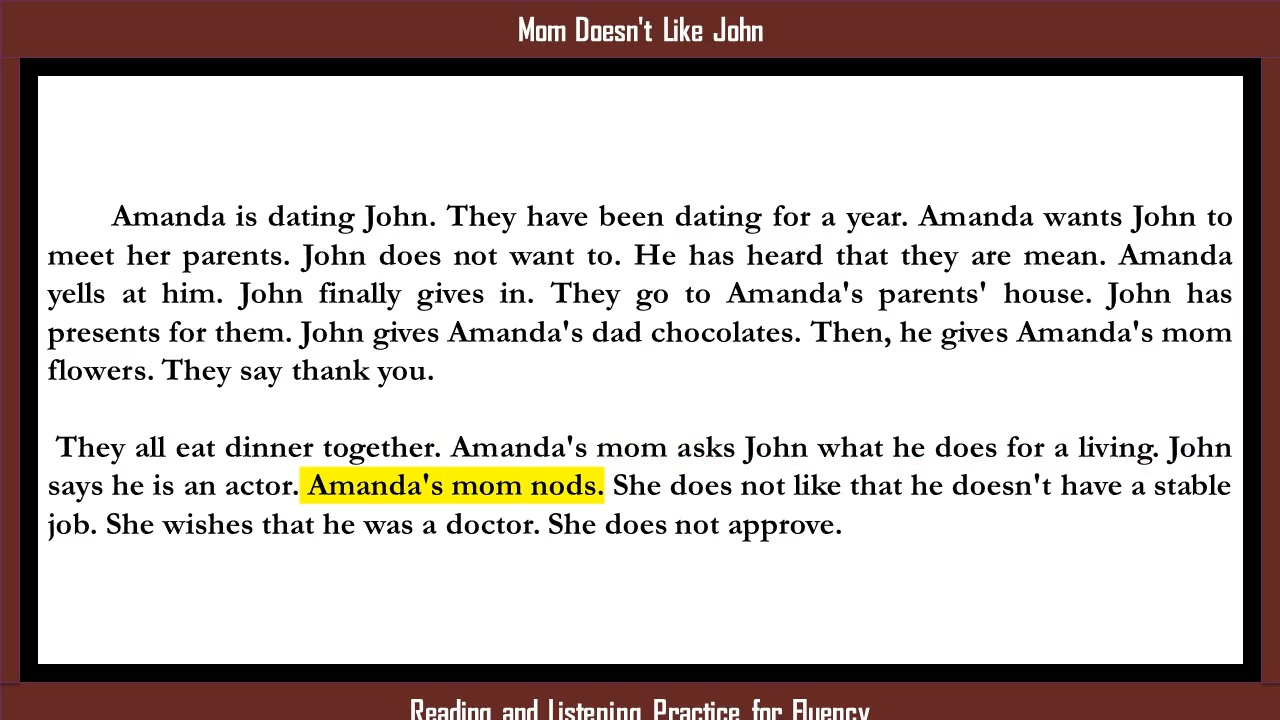 Mom Doesn't Like John
Amanda is dating John. They have been dating for a year. Amanda wants John to
meet her parents. John does not want to. He has heard that they are mean. Amanda
yells at him. John finally gives in. They go to Amanda's parents' house. John has
presents for them. John gives Amanda's dad chocolates. Then, he gives Amanda's mom
flowers. They say thank you.
They all eat dinner together. Amanda's mom asks John what he does for a living. John
says he is an actor. Amanda's mom nods. She does not like that he doesn't have a stable
job. She wishes that he was a doctor. She does not approve.
Reading and Listening Practice for Fluency